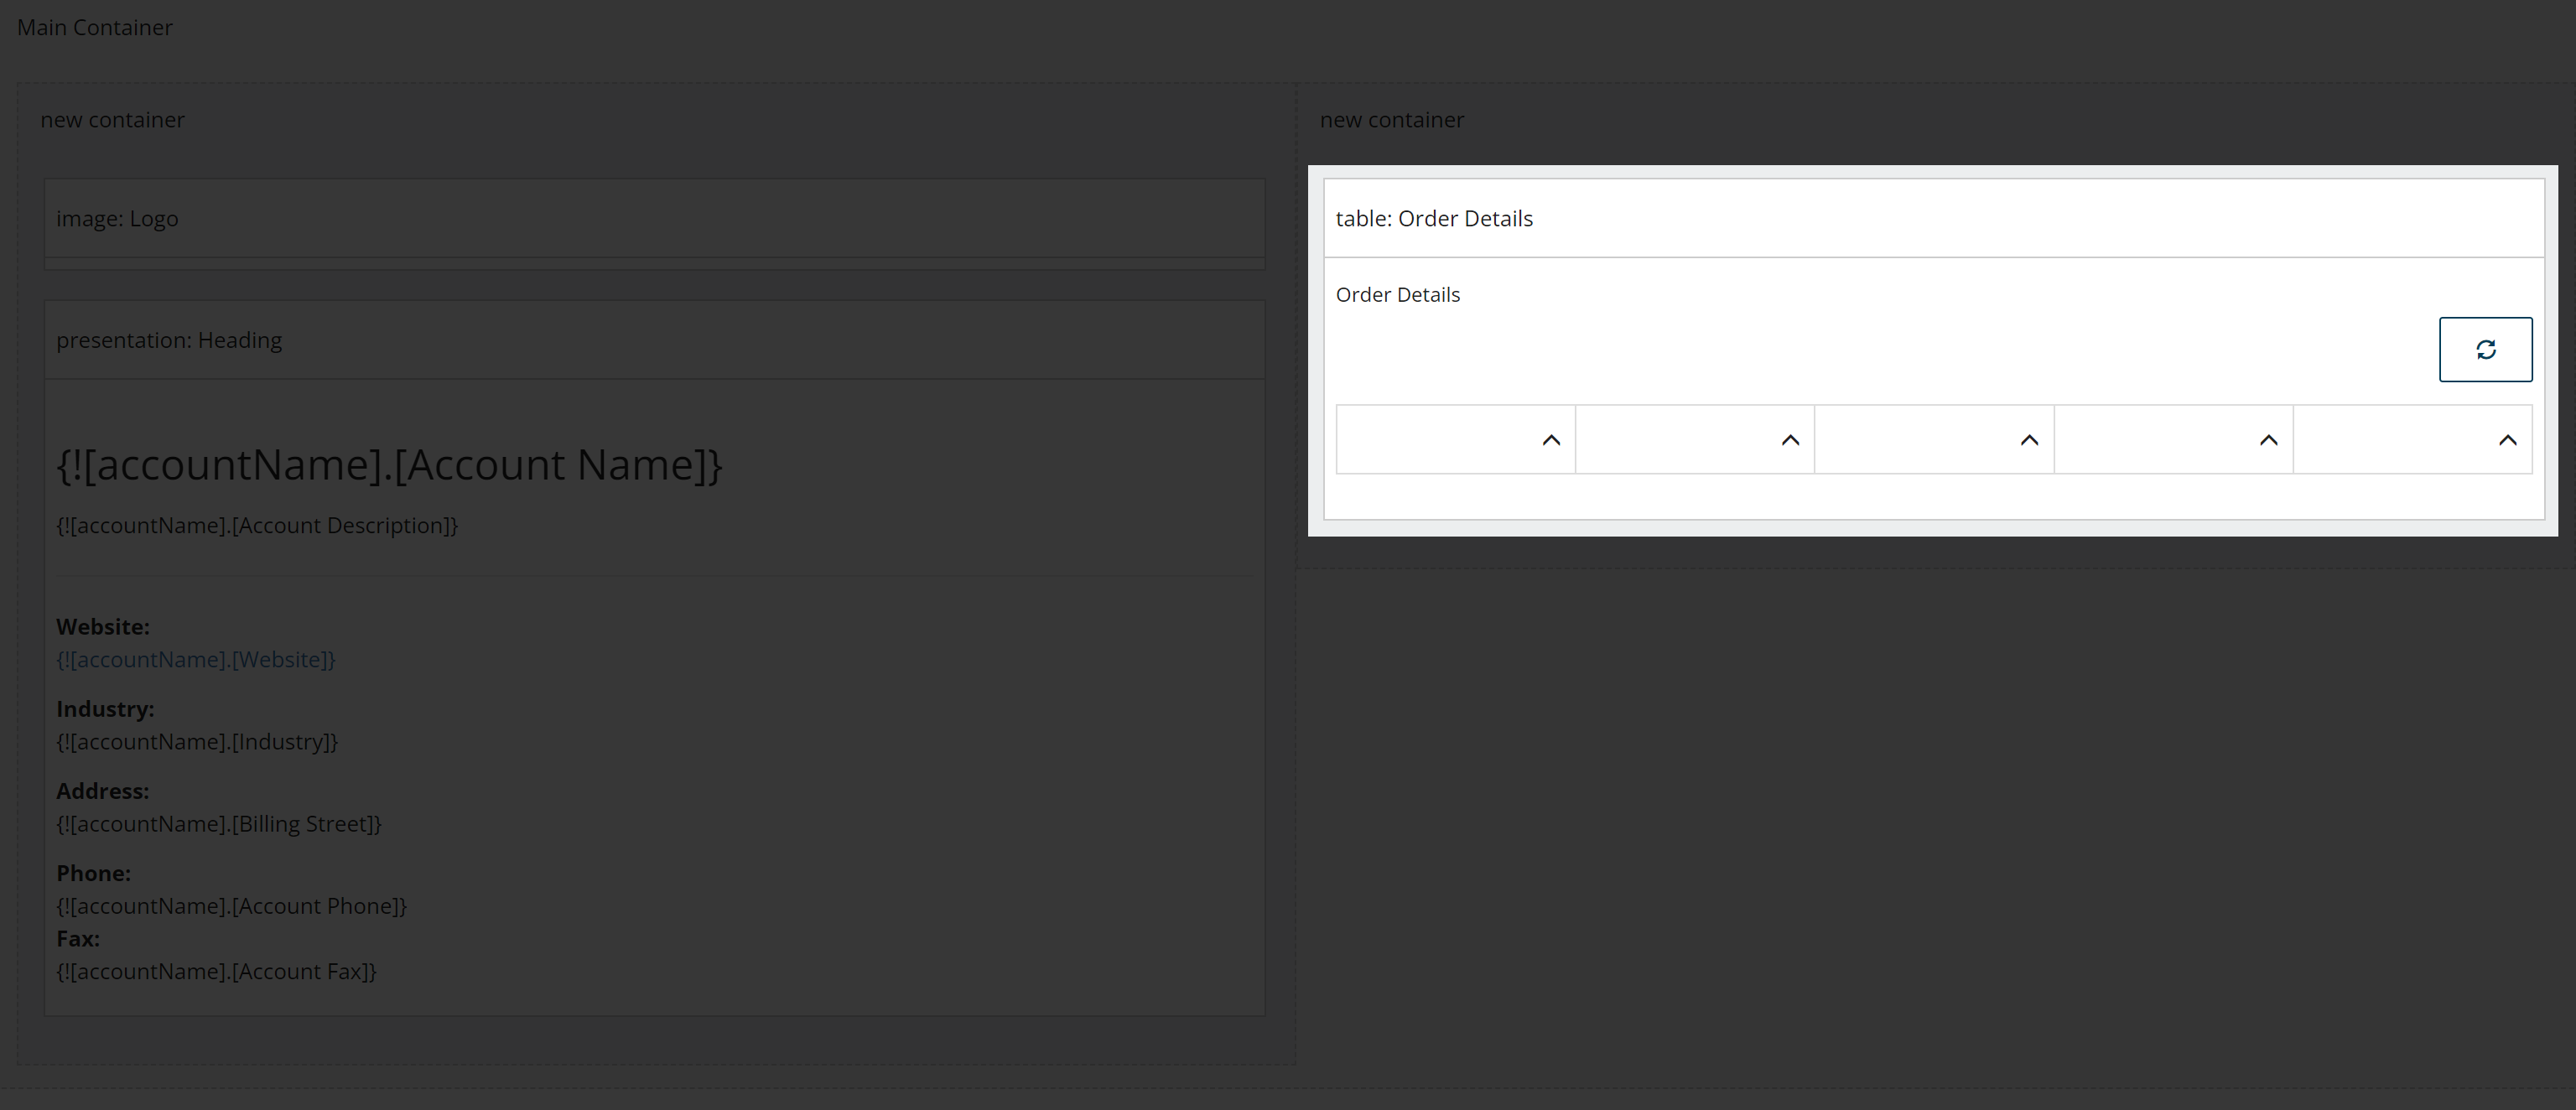 Main Container
new container
image: Logo
presentation: Heading
{![accountName].[Account Name]}
{![accountName].[Account Description]}
Website:
{![accountName].[Website]}
Industry:
{![accountName].[Industry]}
Address:
{![accountName].[Billing Street]}
Phone:
{![accountName].[Account Phone]}
Fax:
{![accountName].[Account Fax]}
new container
table: Order Details
Order Details